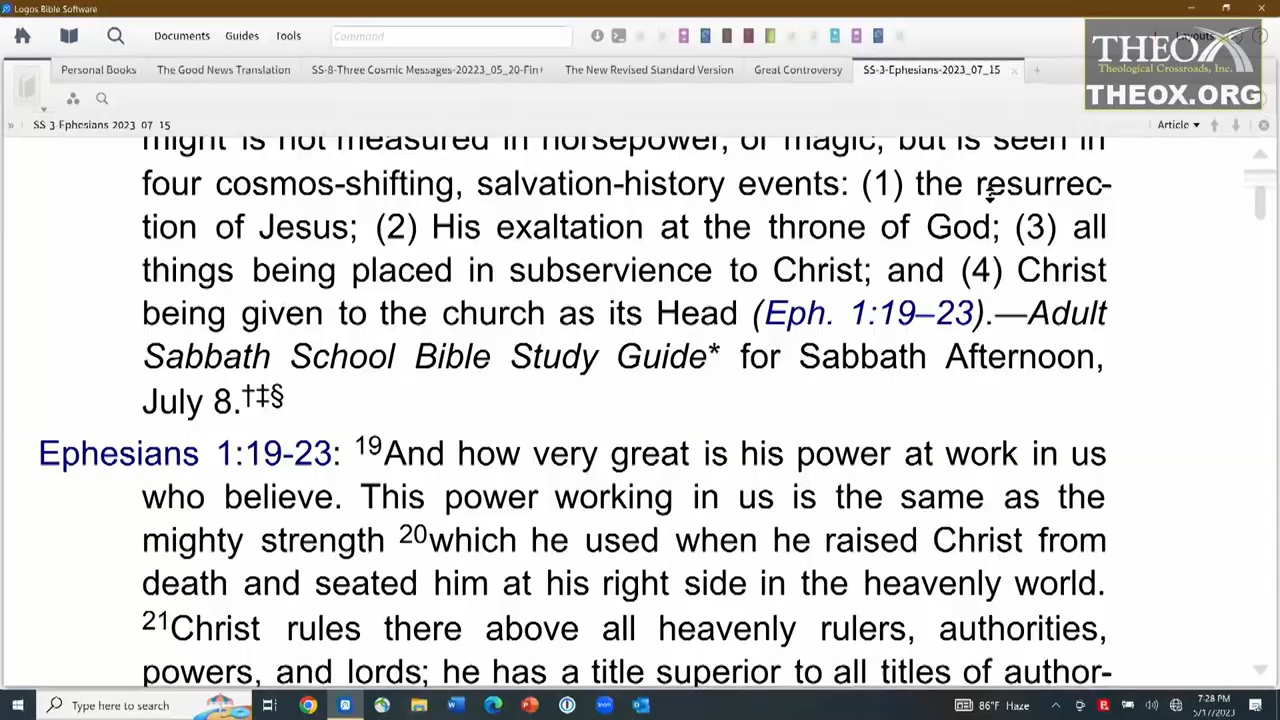 Logos Bible Software
Documents Guides Tools Command Layouts
THEOX
Theological Crossroads, Inc.
THEOX.ORG
Personal Books The Good News Translation SS-8-Three Cosmic Messages-2023_05_20-Fin+ The New Revised Standard Version Great Controversy SS-3-Ephesians-2023_07_15
SS-3-Ephesians-2023_07_15 Article
might is not measured in horsepower, or magic, but is seen in
four cosmos-shifting, salvation-history events: (1) the resurrec-
tion of Jesus; (2) His exaltation at the throne of God; (3) all
things being placed in subservience to Christ; and (4) Christ
being given to the church as its Head (Eph. 1:19–23).—Adult
Sabbath School Bible Study Guide* for Sabbath Afternoon,
July 8.†‡§
Ephesians 1:19-23: 19And how very great is his power at work in us
who believe. This power working in us is the same as the
mighty strength 20which he used when he raised Christ from
death and seated him at his right side in the heavenly world.
21Christ rules there above all heavenly rulers, authorities,
powers, and lords; he has a title superior to all titles of author-
Type here to search 86°F Haze 7:28 PM
5/17/2023